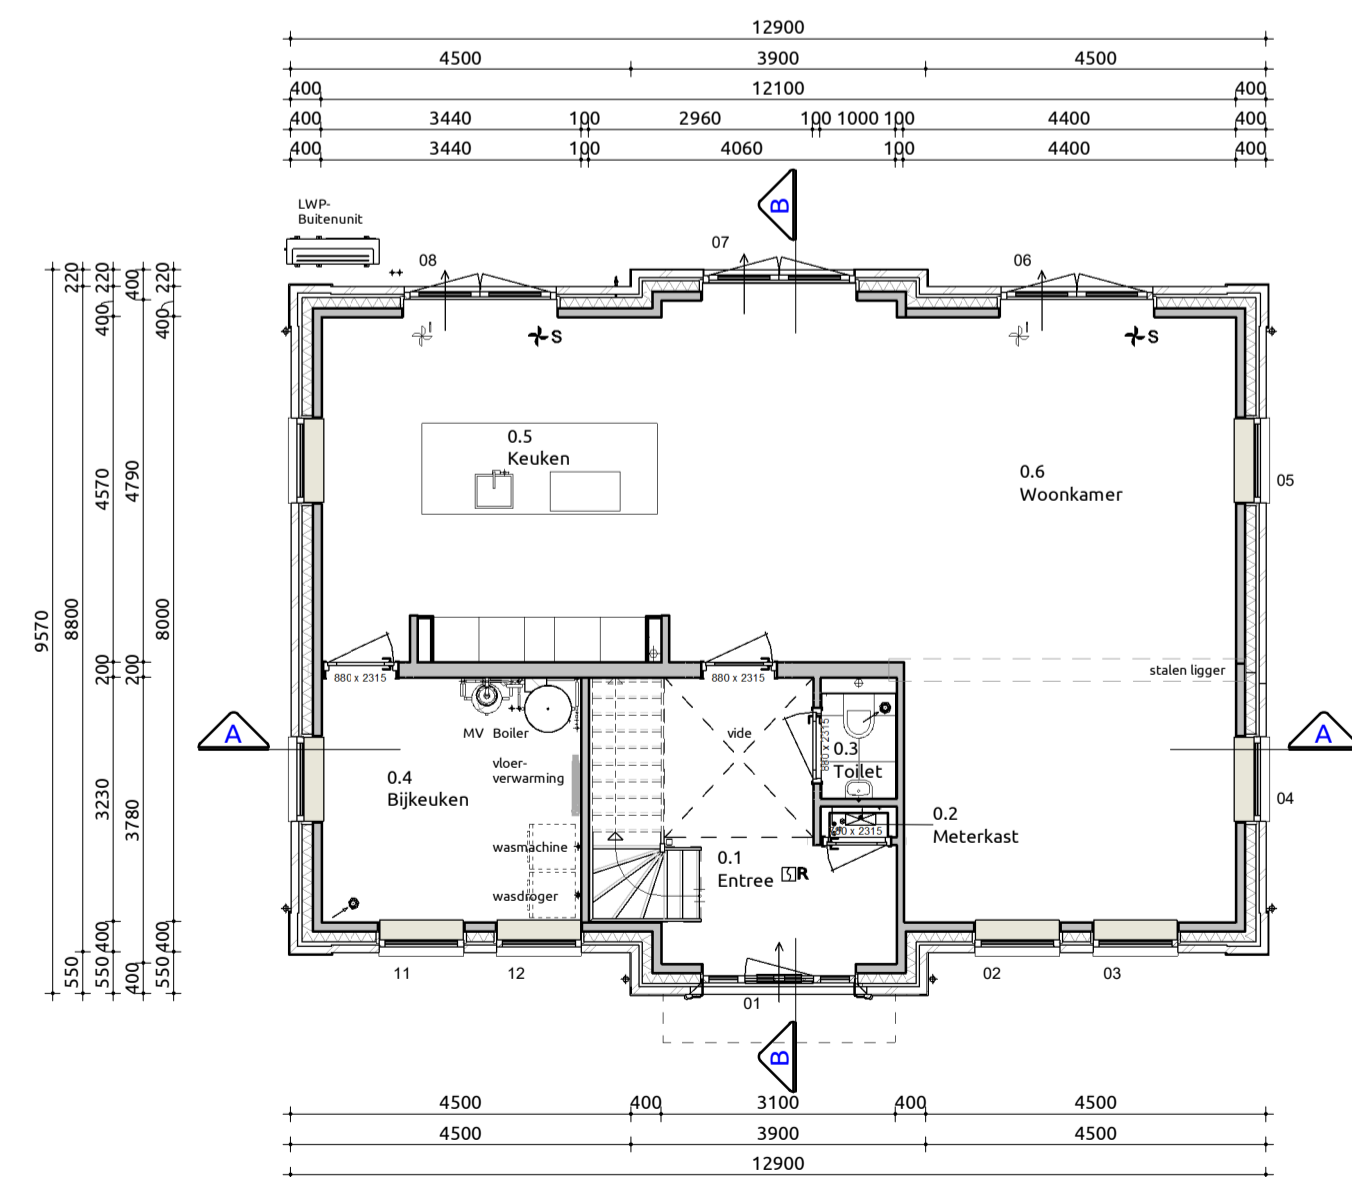 12900
4500 3900 4500
400 12100 400
400 3440 100 2960 100 1000 100 4400 400
400 3440 100 4060 100 4400 400
B
LWP-
Buitenunit
08 07 06
220 220 400 220
400 400
I S I S
0.5
Keuken
0.6
Woonkamer
05
4570 4790
9570 8800 8000
200 200
880 x 2315 880 x 2315
stalen ligger
A A
MV Boiler
vide
880 x 2315
0.3
Toilet
vloer-
verwarming
0.4
Bijkeuken
04
3230 3780
0.2
Meterkast
wasmachine
0.1
Entree
R
wasdroger
400 400
550 550 400 550
11 12 01 02 03
B
4500 400 3100 400 4500
4500 3900 4500
12900